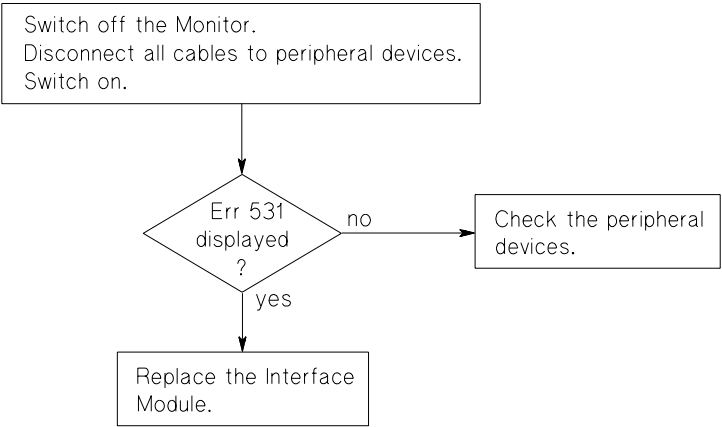 Switch off the Monitor.
Disconnect all cables to peripheral devices.
Switch on.
Err 531
displayed
?
no
Check the peripheral
devices.
yes
Replace the Interface
Module.